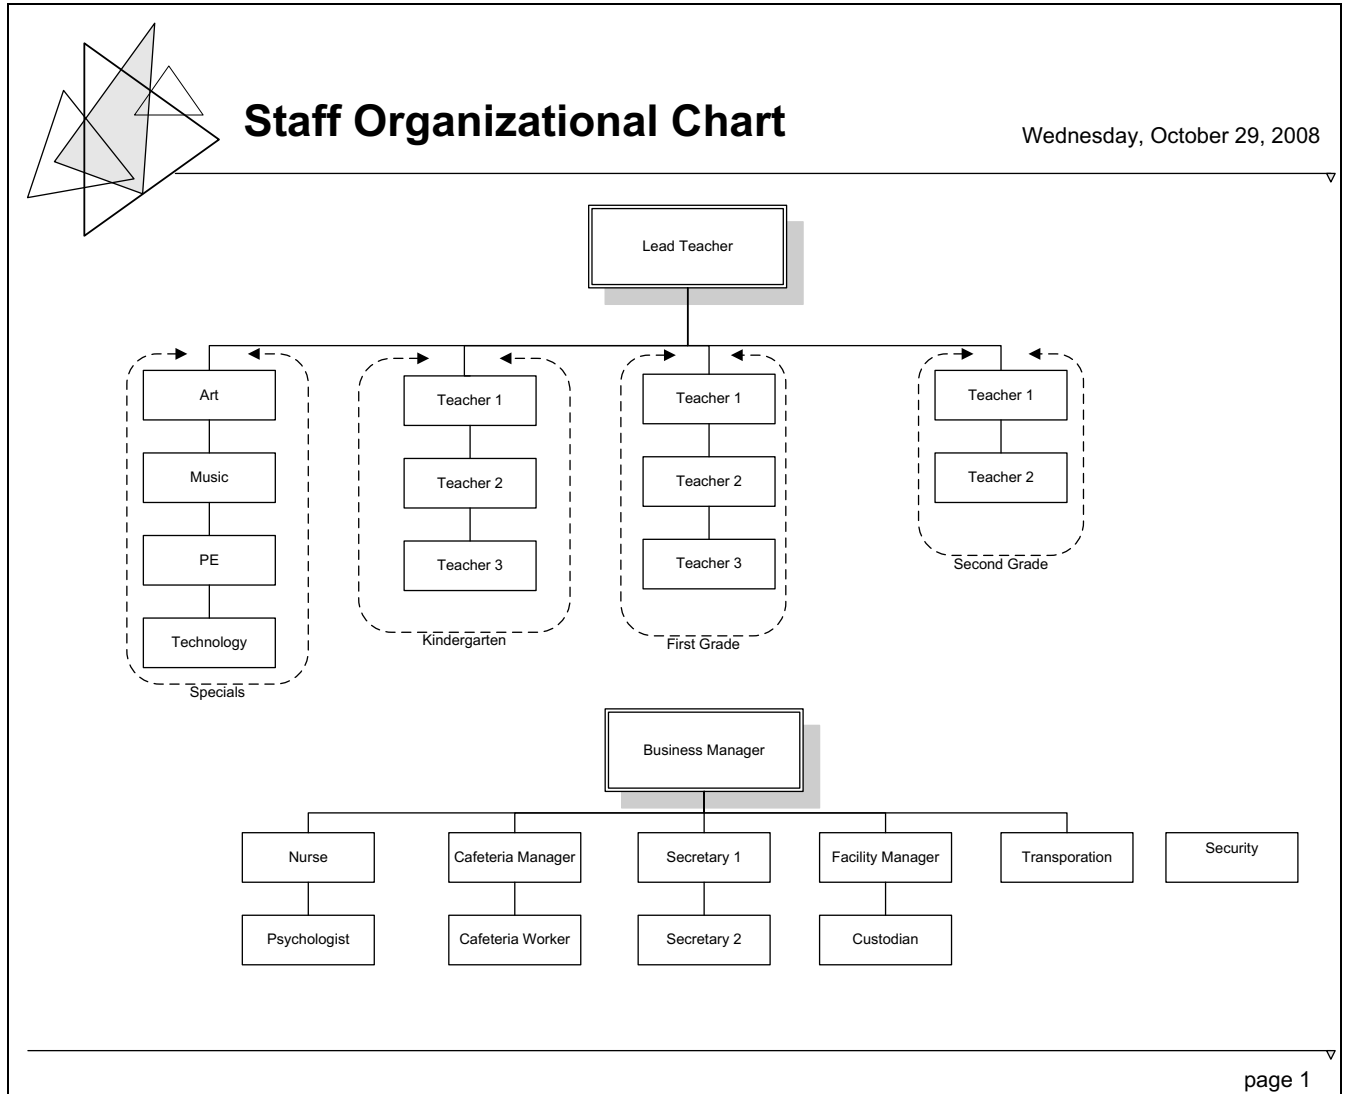 Staff Organizational Chart
Wednesday, October 29, 2008
Lead Teacher
Art
Music
PE
Technology
Specials
Teacher 1
Teacher 2
Teacher 3
Kindergarten
Teacher 1
Teacher 2
Teacher 3
First Grade
Teacher 1
Teacher 2
Second Grade
Business Manager
Nurse
Psychologist
Cafeteria Manager
Cafeteria Worker
Secretary 1
Secretary 2
Facility Manager
Custodian
Transporation
Security
page 1